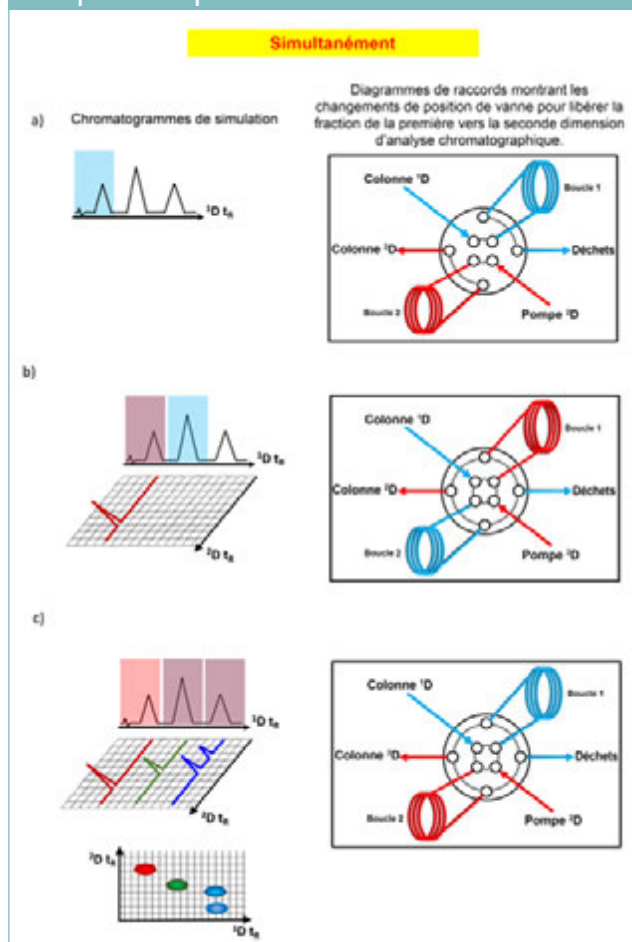 Simultanément
a)
Chromatogrammes de simulation
Diagrammes de raccords montrant les
changements de position de vanne pour libérer la
fraction de la première vers la seconde dimension
d'analyse chromatographique.
¹D tR
Colonne ¹D
Boucle 1
Colonne ²D
Déchets
Boucle 2
Pompe ²D
b)
¹D tR
²D tR
Colonne ¹D
Boucle 1
Colonne ²D
Déchets
Boucle 2
Pompe ²D
c)
¹D tR
²D tR
²D tR
¹D tR
Colonne ¹D
Boucle 1
Colonne ²D
Déchets
Boucle 2
Pompe ²D